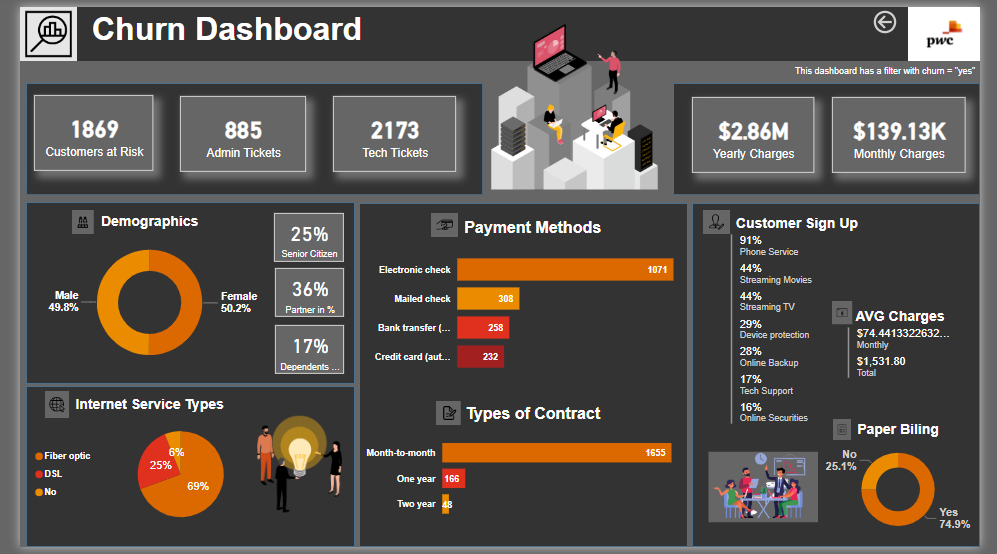 Churn Dashboard
pwc
This dashboard has a filter with churn = "yes"
1869
Customers at Risk
885
Admin Tickets
2173
Tech Tickets
$2.86M
Yearly Charges
$139.13K
Monthly Charges
Demographics
Male
49.8%
Female
50.2%
25%
Senior Citizen
36%
Partner in %
17%
Dependents ...
Internet Service Types
Fiber optic
DSL
No
6%
25%
69%
Payment Methods
Electronic check
1071
Mailed check
308
Bank transfer (...
258
Credit card (aut...
232
Types of Contract
Month-to-month
1655
One year
166
Two year
48
Customer Sign Up
91%
Phone Service
44%
Streaming Movies
44%
Streaming TV
29%
Device protection
28%
Online Backup
17%
Tech Support
16%
Online Securities
AVG Charges
$74.4413322632...
Monthly
$1,531.80
Total
Paper Biling
No
25.1%
Yes
74.9%